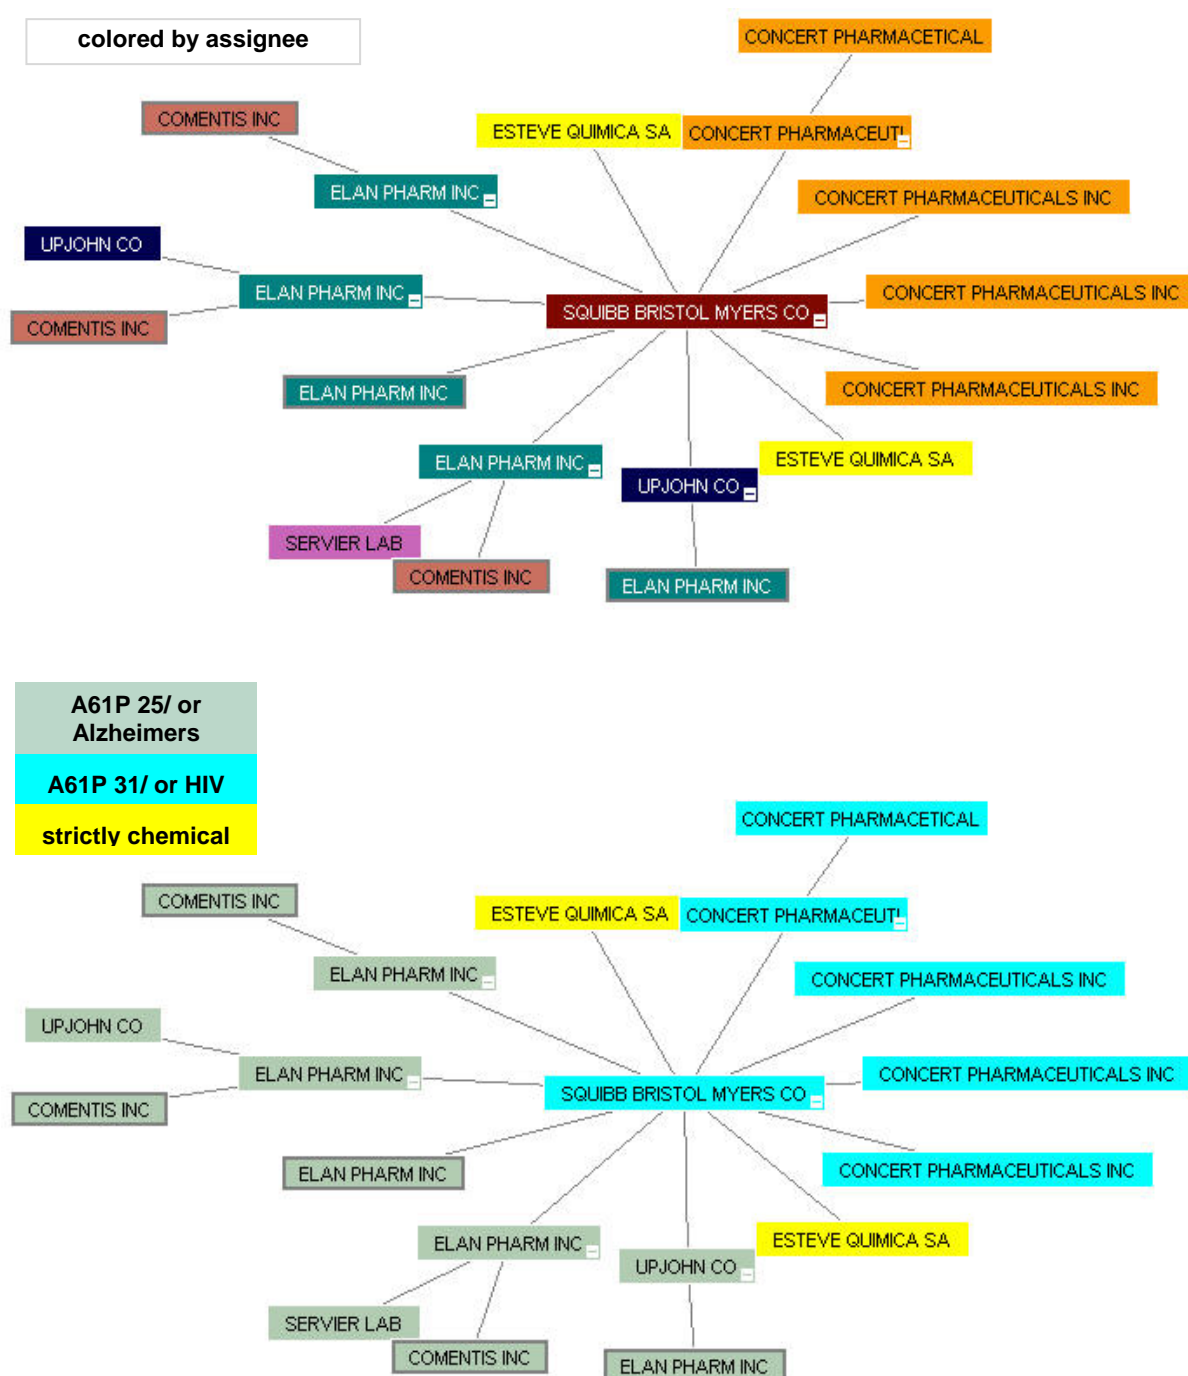 colored by assignee
CONCERT PHARMACETICAL
COMENTIS INC
ESTEVE QUIMICA SA
CONCERT PHARMACEUTI
ELAN PHARM INC
CONCERT PHARMACEUTICALS INC
UPJOHN CO
ELAN PHARM INC
CONCERT PHARMACEUTICALS INC
SQUIBB BRISTOL MYERS CO
COMENTIS INC
ELAN PHARM INC
CONCERT PHARMACEUTICALS INC
ELAN PHARM INC
ESTEVE QUIMICA SA
UPJOHN CO
SERVIER LAB
COMENTIS INC
ELAN PHARM INC
A61P 25/ or
Alzheimers
A61P 31/ or HIV
strictly chemical
CONCERT PHARMACETICAL
COMENTIS INC
ESTEVE QUIMICA SA
CONCERT PHARMACEUTI
ELAN PHARM INC
CONCERT PHARMACEUTICALS INC
UPJOHN CO
ELAN PHARM INC
CONCERT PHARMACEUTICALS INC
SQUIBB BRISTOL MYERS CO
COMENTIS INC
ELAN PHARM INC
CONCERT PHARMACEUTICALS INC
ELAN PHARM INC
ESTEVE QUIMICA SA
UPJOHN CO
SERVIER LAB
COMENTIS INC
ELAN PHARM INC